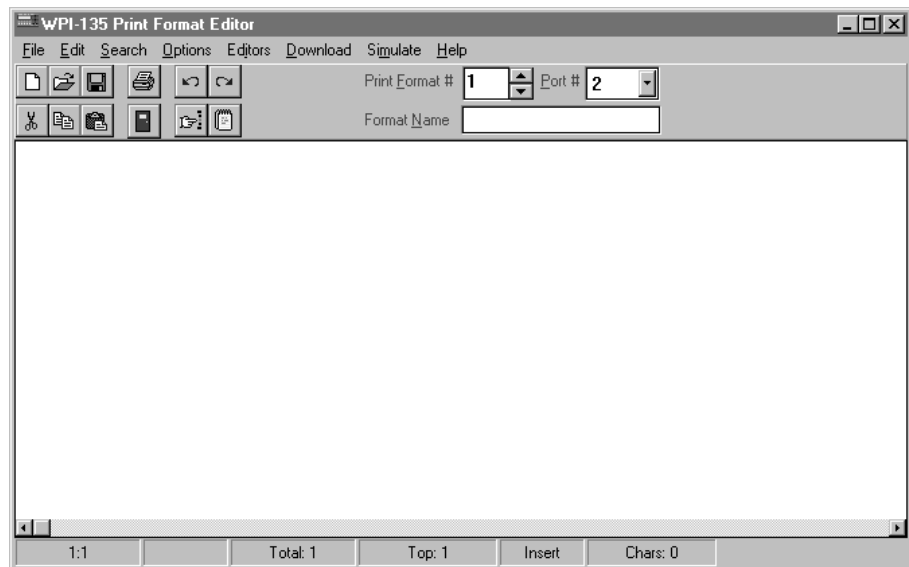 WPI-135 Print Format Editor
File Edit Search Options Editors Download Simulate Help
Print Format # 1 Port # 2
Format Name
1:1 Total: 1 Top: 1 Insert Chars: 0